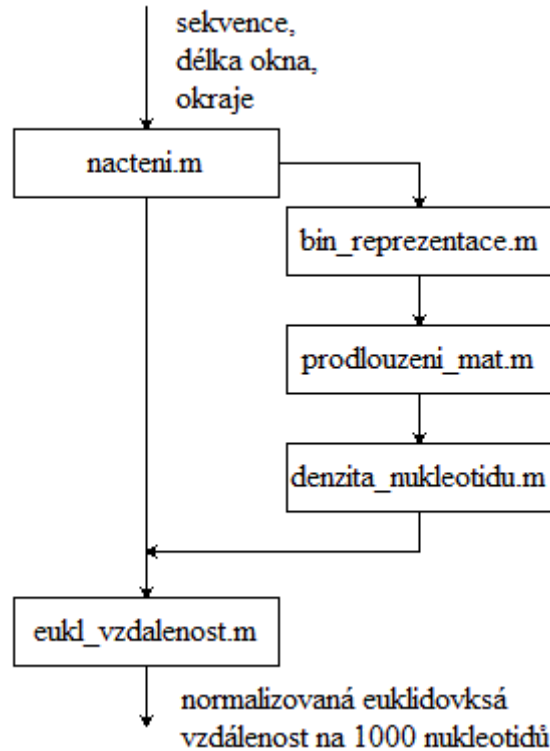 sekvence,
délka okna,
okraje
nacteni.m
bin_reprezentace.m
prodlouzeni_mat.m
denzita_nukleotidu.m
eukl_vzdalenost.m
normalizovaná euklidovksá
vzdálenost na 1000 nukleotidů